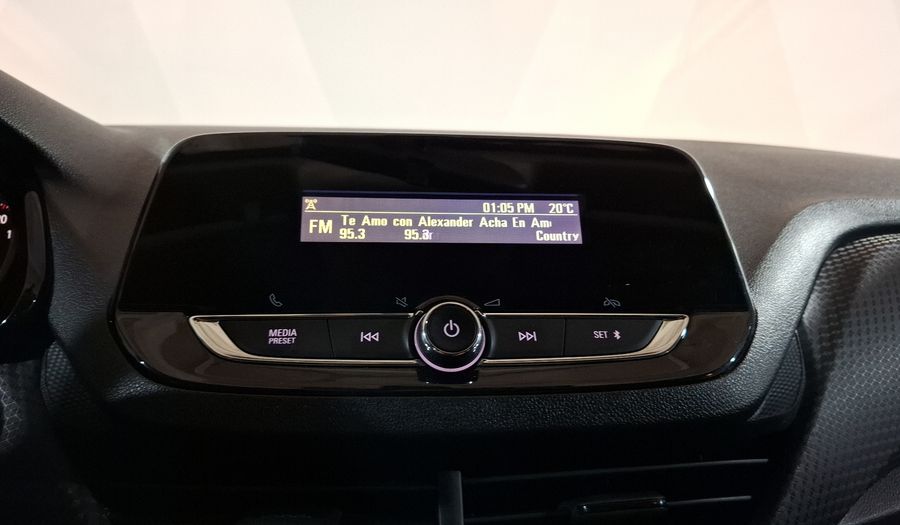 01:05 PM 20°C
FM Te Amo con Alexander Acha En Am
95.3 Country
MEDIA
PRESET
SET